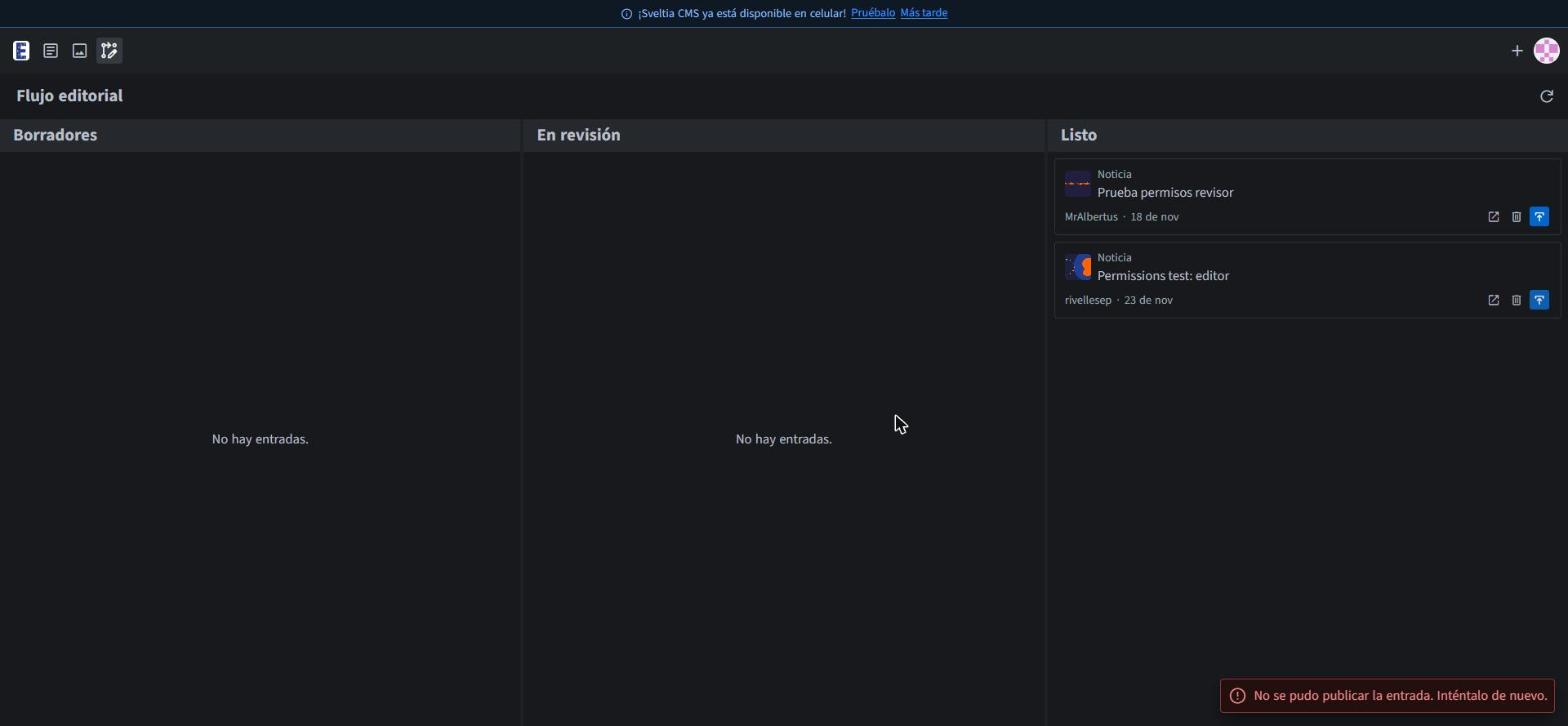 ¡Sveltia CMS ya está disponible en celular! Pruébalo Más tarde
Flujo editorial
Borradores
En revisión
Listo
No hay entradas.
No hay entradas.
Noticia
Prueba permisos revisor
MrAlbertus · 18 de nov
Noticia
Permissions test: editor
rivellesep · 23 de nov
No se pudo publicar la entrada. Inténtalo de nuevo.